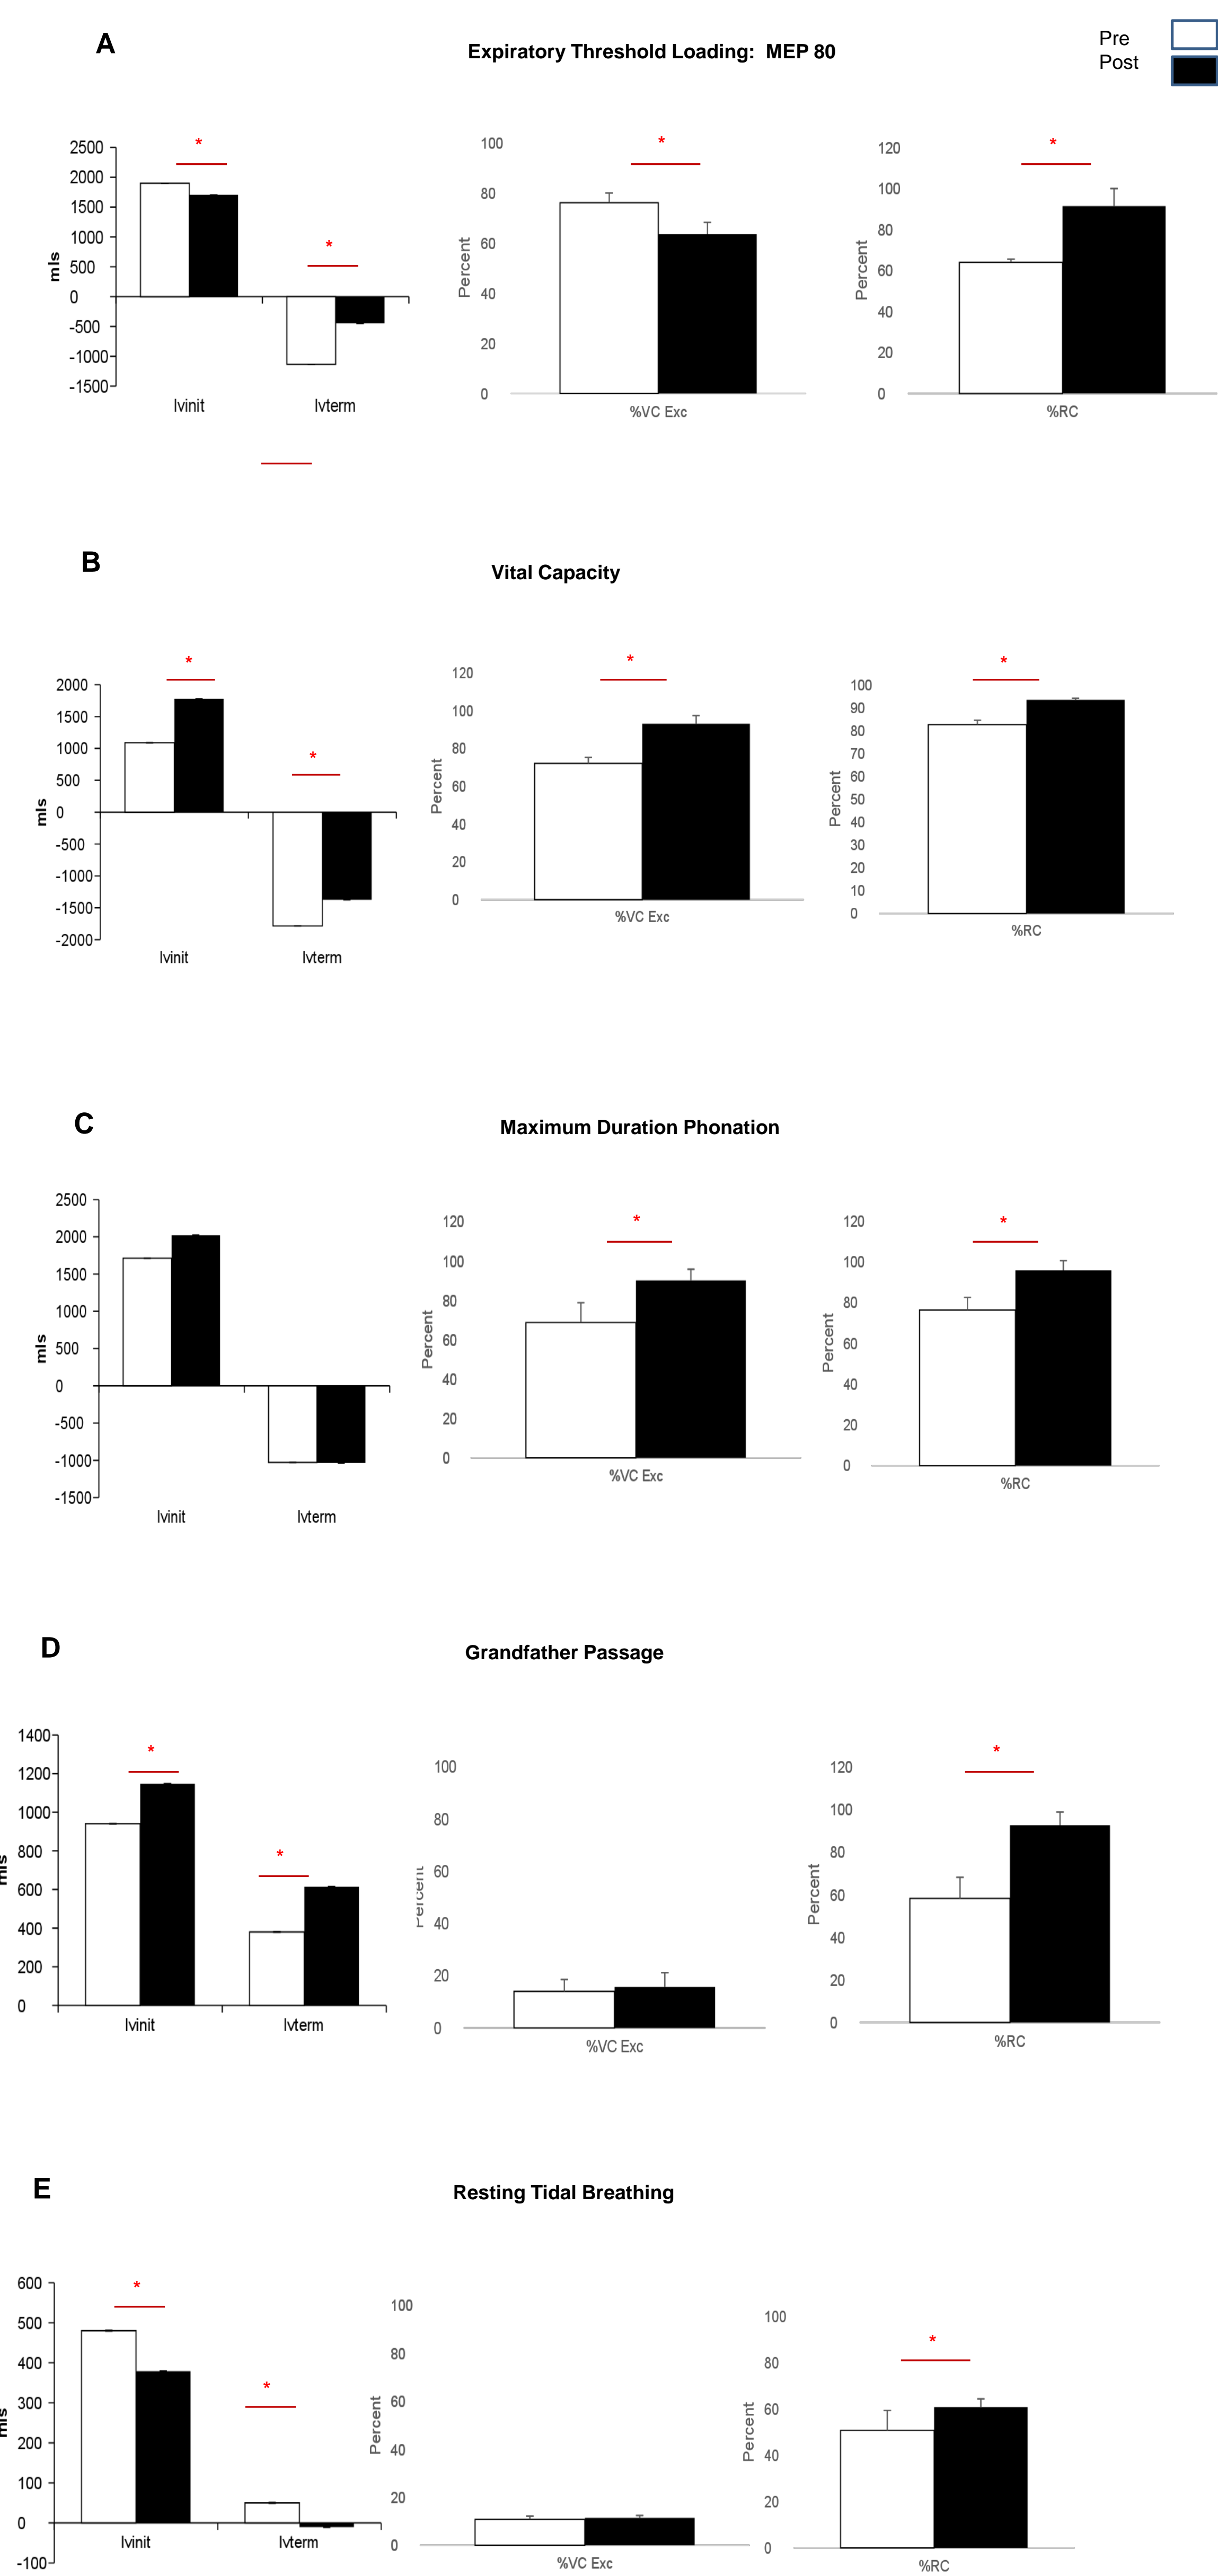 A
Expiratory Threshold Loading: MEP 80
Pre
Post
*
*
2500
2000
1500
1000
500
0
-500
-1000
-1500
mls
lvinit
lvterm
*
100
80
60
40
20
0
Percent
%VC Exc
*
120
100
80
60
40
20
0
Percent
%RC
B
Vital Capacity
*
*
2000
1500
1000
500
0
-500
-1000
-1500
-2000
mls
lvinit
lvterm
*
120
100
80
60
40
20
0
Percent
%VC Exc
*
100
90
80
70
60
50
40
30
20
10
0
Percent
%RC
C
Maximum Duration Phonation
2500
2000
1500
1000
500
0
-500
-1000
-1500
mls
lvinit
lvterm
*
120
100
80
60
40
20
0
Percent
%VC Exc
*
120
100
80
60
40
20
0
Percent
%RC
D
Grandfather Passage
*
*
1400
1200
1000
800
600
400
200
0
mls
lvinit
lvterm
100
80
60
40
20
0
Percent
%VC Exc
*
120
100
80
60
40
20
0
Percent
%RC
E
Resting Tidal Breathing
*
*
600
500
400
300
200
100
0
-100
mls
lvinit
lvterm
100
80
60
40
20
0
Percent
%VC Exc
*
100
80
60
40
20
0
Percent
%RC